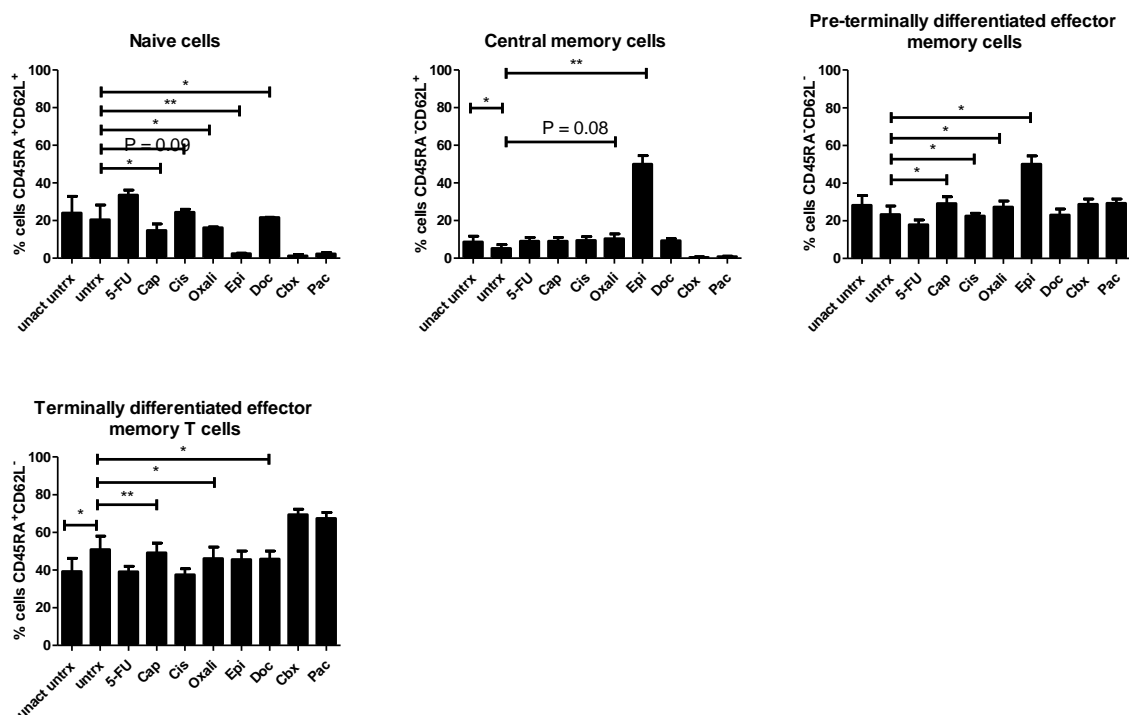 Naive cells
% cells CD45RA+CD62L+
100
80
60
40
20
0
*
**
*
P = 0.09
*
unact untrx
untrx
5-FU
Cap
Cis
Oxali
Epi
Doc
Cbx
Pac
Central memory cells
% cells CD45RA-CD62L+
100
80
60
40
20
0
**
*
P = 0.08
unact untrx
untrx
5-FU
Cap
Cis
Oxali
Epi
Doc
Cbx
Pac
Pre-terminally differentiated effector
memory cells
% cells CD45RA-CD62L-
100
80
60
40
20
0
*
*
*
*
unact untrx
untrx
5-FU
Cap
Cis
Oxali
Epi
Doc
Cbx
Pac
Terminally differentiated effector
memory T cells
% cells CD45RA+CD62L-
100
80
60
40
20
0
*
*
**
*
unact untrx
untrx
5-FU
Cap
Cis
Oxali
Epi
Doc
Cbx
Pac